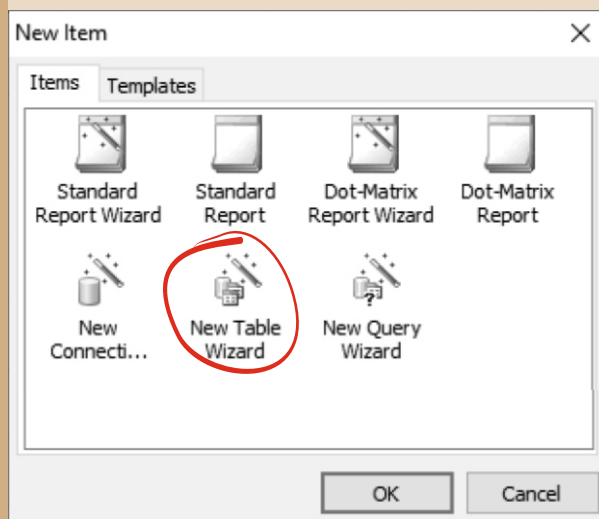 New Item
Items Templates
Standard Report Wizard
Standard Report
Dot-Matrix Report Wizard
Dot-Matrix Report
New Connecti...
New Table Wizard
New Query Wizard
?
OK Cancel